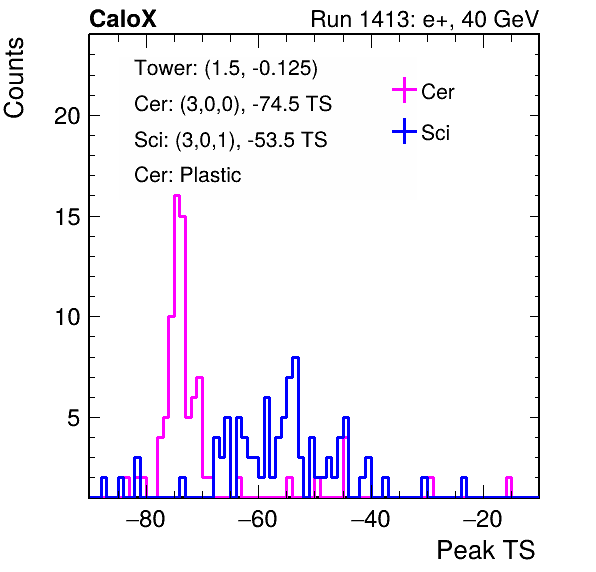 CaloX Run 1413: e+, 40 GeV
Counts
Tower: (1.5, -0.125)
Cer: (3,0,0), -74.5 TS
Sci: (3,0,1), -53.5 TS
Cer: Plastic
Cer
Sci
20
15
10
5
−80 −60 −40 −20
Peak TS